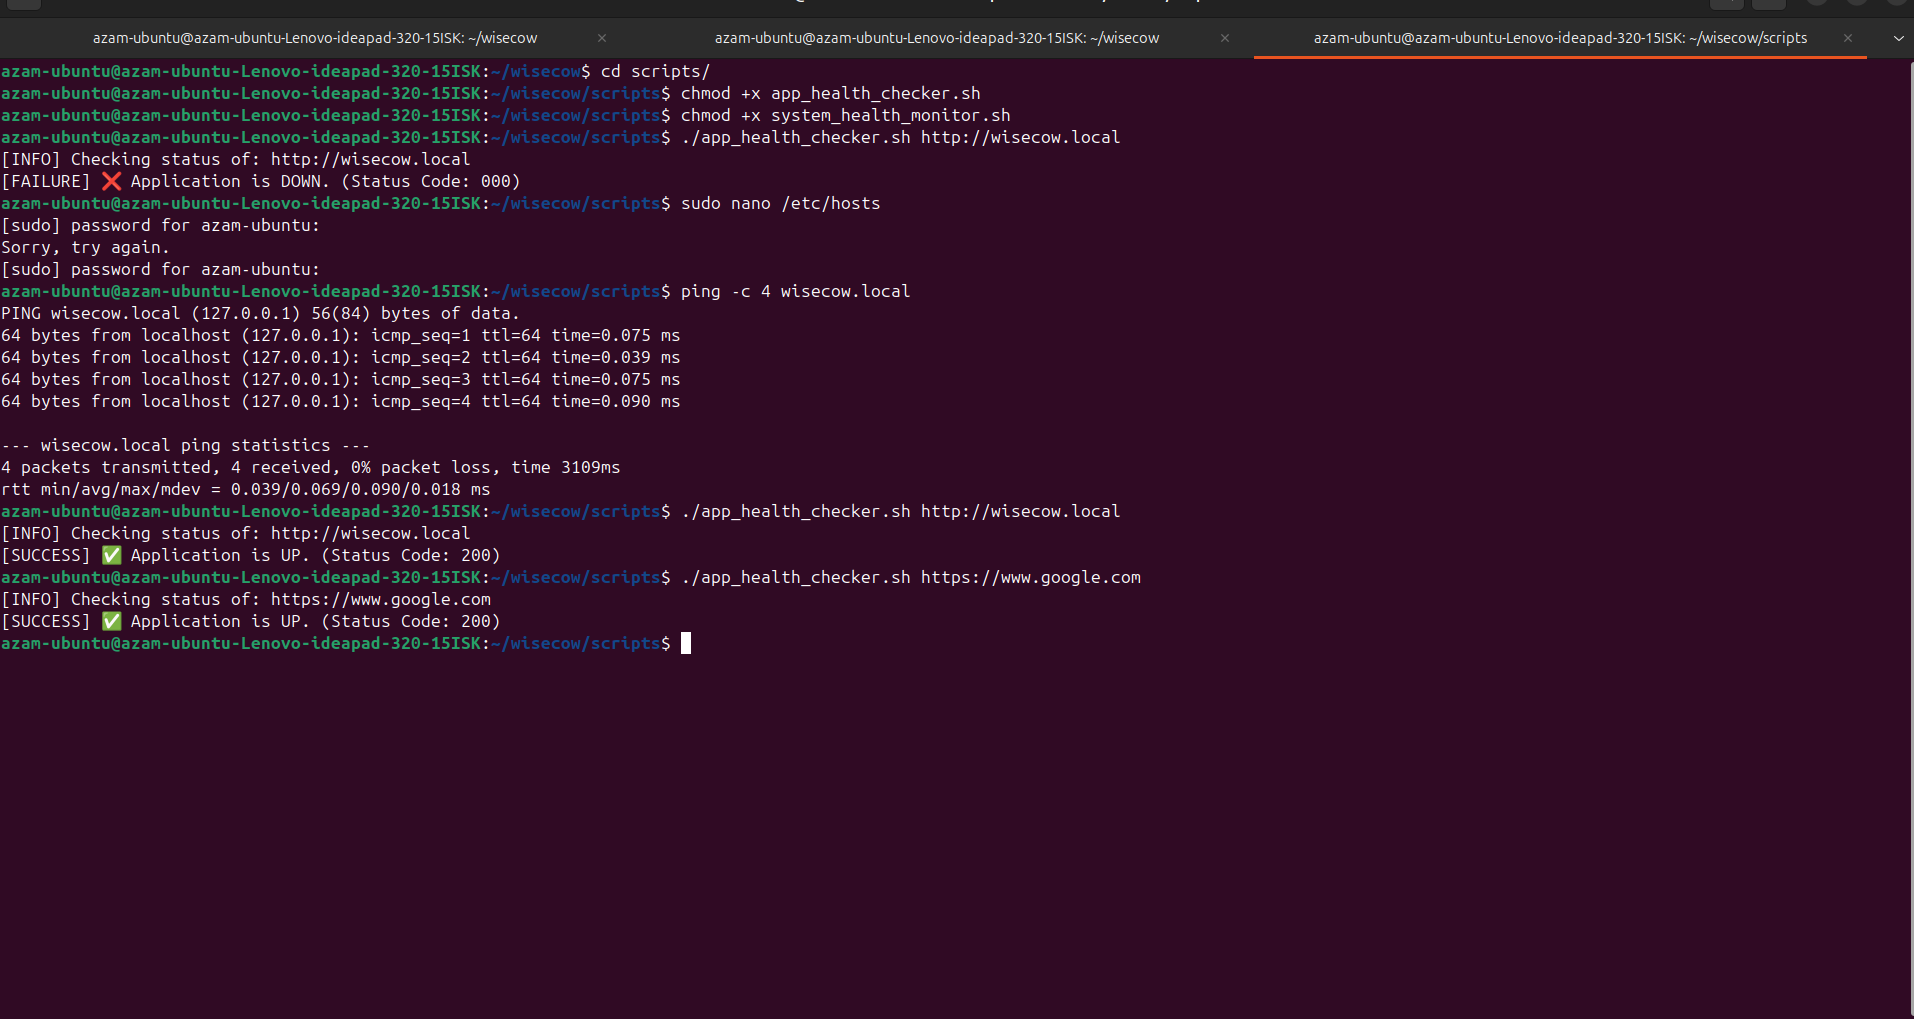 azam-ubuntu@azam-ubuntu-Lenovo-ideapad-320-15ISK: ~/wisecow × azam-ubuntu@azam-ubuntu-Lenovo-ideapad-320-15ISK: ~/wisecow × azam-ubuntu@azam-ubuntu-Lenovo-ideapad-320-15ISK: ~/wisecow/scripts ×
azam-ubuntu@azam-ubuntu-Lenovo-ideapad-320-15ISK:~/wisecow$ cd scripts/
azam-ubuntu@azam-ubuntu-Lenovo-ideapad-320-15ISK:~/wisecow/scripts$ chmod +x app_health_checker.sh
azam-ubuntu@azam-ubuntu-Lenovo-ideapad-320-15ISK:~/wisecow/scripts$ chmod +x system_health_monitor.sh
azam-ubuntu@azam-ubuntu-Lenovo-ideapad-320-15ISK:~/wisecow/scripts$ ./app_health_checker.sh http://wisecow.local
[INFO] Checking status of: http://wisecow.local
[FAILURE] ❌ Application is DOWN. (Status Code: 000)
azam-ubuntu@azam-ubuntu-Lenovo-ideapad-320-15ISK:~/wisecow/scripts$ sudo nano /etc/hosts
[sudo] password for azam-ubuntu:
Sorry, try again.
[sudo] password for azam-ubuntu:
azam-ubuntu@azam-ubuntu-Lenovo-ideapad-320-15ISK:~/wisecow/scripts$ ping -c 4 wisecow.local
PING wisecow.local (127.0.0.1) 56(84) bytes of data.
64 bytes from localhost (127.0.0.1): icmp_seq=1 ttl=64 time=0.075 ms
64 bytes from localhost (127.0.0.1): icmp_seq=2 ttl=64 time=0.039 ms
64 bytes from localhost (127.0.0.1): icmp_seq=3 ttl=64 time=0.075 ms
64 bytes from localhost (127.0.0.1): icmp_seq=4 ttl=64 time=0.090 ms
--- wisecow.local ping statistics ---
4 packets transmitted, 4 received, 0% packet loss, time 3109ms
rtt min/avg/max/mdev = 0.039/0.069/0.090/0.018 ms
azam-ubuntu@azam-ubuntu-Lenovo-ideapad-320-15ISK:~/wisecow/scripts$ ./app_health_checker.sh http://wisecow.local
[INFO] Checking status of: http://wisecow.local
[SUCCESS] ✅ Application is UP. (Status Code: 200)
azam-ubuntu@azam-ubuntu-Lenovo-ideapad-320-15ISK:~/wisecow/scripts$ ./app_health_checker.sh https://www.google.com
[INFO] Checking status of: https://www.google.com
[SUCCESS] ✅ Application is UP. (Status Code: 200)
azam-ubuntu@azam-ubuntu-Lenovo-ideapad-320-15ISK:~/wisecow/scripts$